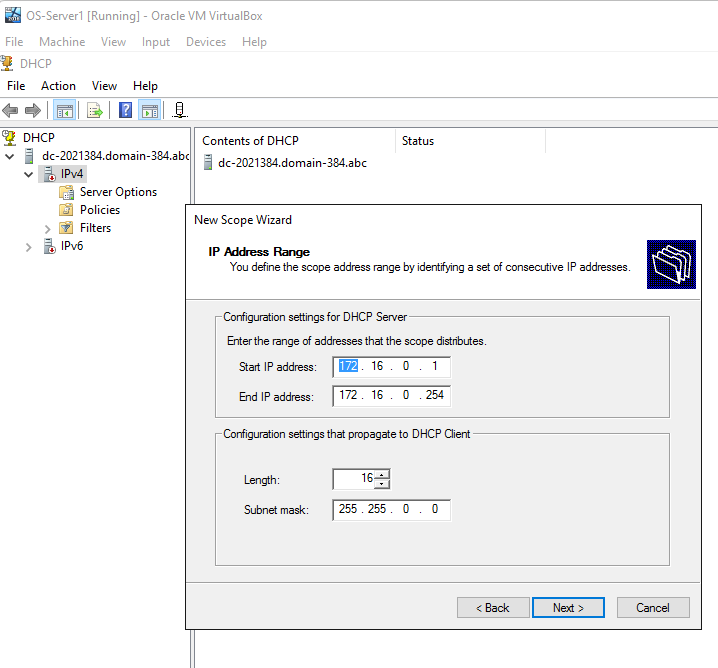 OS-Server1 [Running] - Oracle VM VirtualBox
File Machine View Input Devices Help
DHCP
File Action View Help
DHCP
dc-2021384.domain-384.abc
IPv4
Server Options
Policies
Filters
IPv6
Contents of DHCP Status
dc-2021384.domain-384.abc
New Scope Wizard
IP Address Range
You define the scope address range by identifying a set of consecutive IP addresses.
Configuration settings for DHCP Server
Enter the range of addresses that the scope distributes.
Start IP address: 172 . 16 . 0 . 1
End IP address: 172 . 16 . 0 . 254
Configuration settings that propagate to DHCP Client
Length: 16
Subnet mask: 255 . 255 . 0 . 0
< Back Next > Cancel